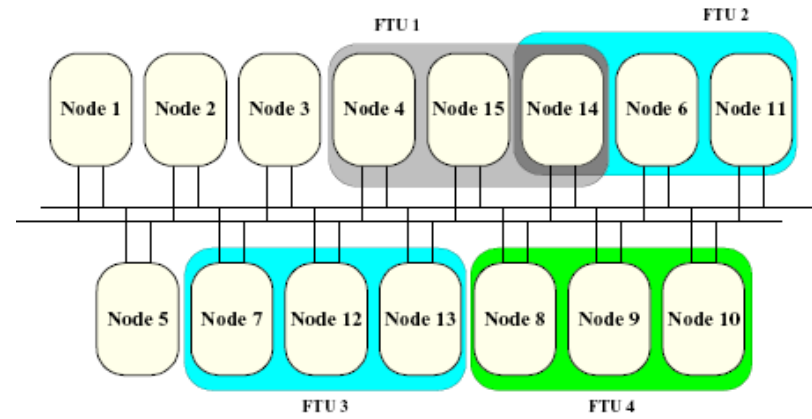 FTU 1
FTU 2
Node 1 Node 2 Node 3 Node 4 Node 15 Node 14 Node 6 Node 11
Node 5 Node 7 Node 12 Node 13 Node 8 Node 9 Node 10
FTU 3 FTU 4